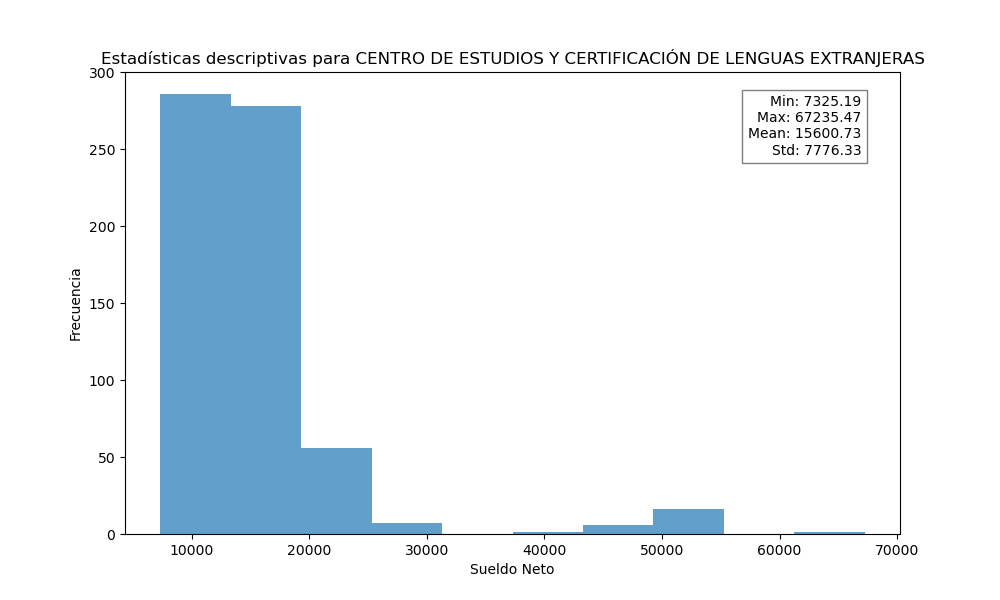 Estadísticas descriptivas para CENTRO DE ESTUDIOS Y CERTIFICACIÓN DE LENGUAS EXTRANJERAS
Min: 7325.19
Max: 67235.47
Mean: 15600.73
Std: 7776.33
300
250
200
150
100
50
0
Frecuencia
10000 20000 30000 40000 50000 60000 70000
Sueldo Neto